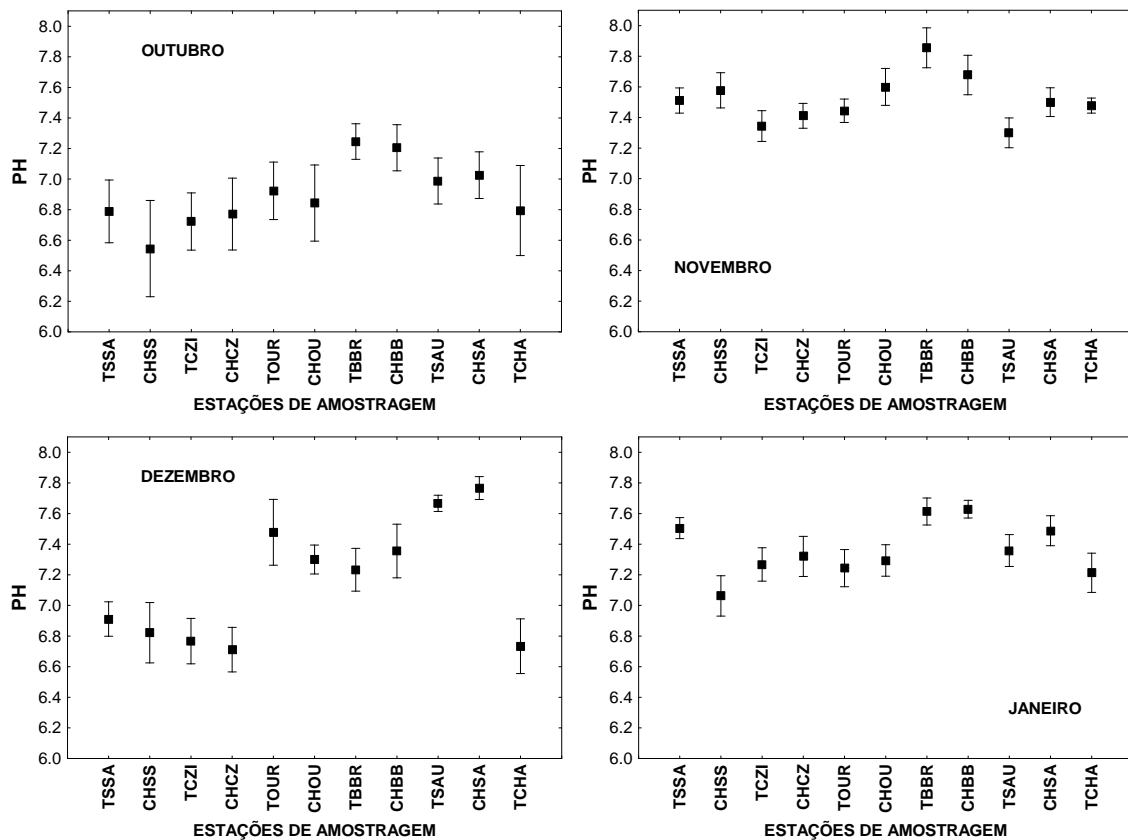 OUTUBRO
PH
8.0
7.8
7.6
7.4
7.2
7.0
6.8
6.6
6.4
6.2
6.0
TSSA
CHSS
TCZI
CHCZ
TOUR
CHOU
TBBR
CHBB
TSAU
CHSA
TCHA
ESTAÇÕES DE AMOSTRAGEM
NOVEMBRO
PH
8.0
7.8
7.6
7.4
7.2
7.0
6.8
6.6
6.4
6.2
6.0
TSSA
CHSS
TCZI
CHCZ
TOUR
CHOU
TBBR
CHBB
TSAU
CHSA
TCHA
ESTAÇÕES DE AMOSTRAGEM
DEZEMBRO
PH
8.0
7.8
7.6
7.4
7.2
7.0
6.8
6.6
6.4
6.2
6.0
TSSA
CHSS
TCZI
CHCZ
TOUR
CHOU
TBBR
CHBB
TSAU
CHSA
TCHA
ESTAÇÕES DE AMOSTRAGEM
JANEIRO
PH
8.0
7.8
7.6
7.4
7.2
7.0
6.8
6.6
6.4
6.2
6.0
TSSA
CHSS
TCZI
CHCZ
TOUR
CHOU
TBBR
CHBB
TSAU
CHSA
TCHA
ESTAÇÕES DE AMOSTRAGEM